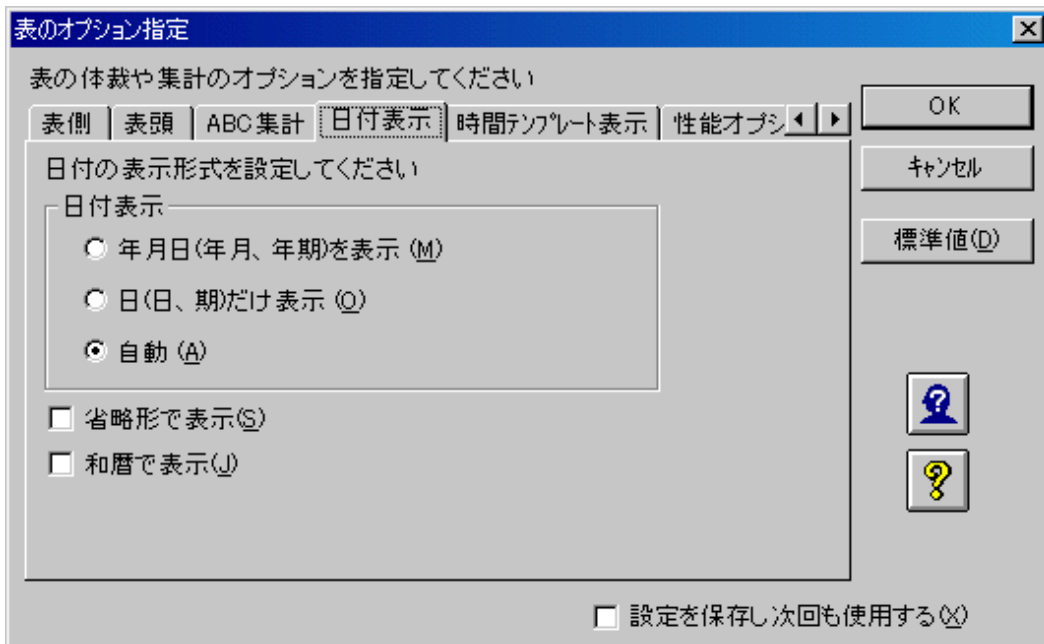 表のオプション指定
表の体裁や集計のオプションを指定してください
表側 表頭 ABC集計 日付表示 時間テンプレート表示 性能オプシ
OK
キャンセル
標準値(D)
日付の表示形式を設定してください
日付表示
年月日(年月、年期)を表示 (M)
日(日、期)だけ表示 (O)
自動 (A)
省略形で表示(S)
和暦で表示(J)
設定を保存し次回も使用する(X)